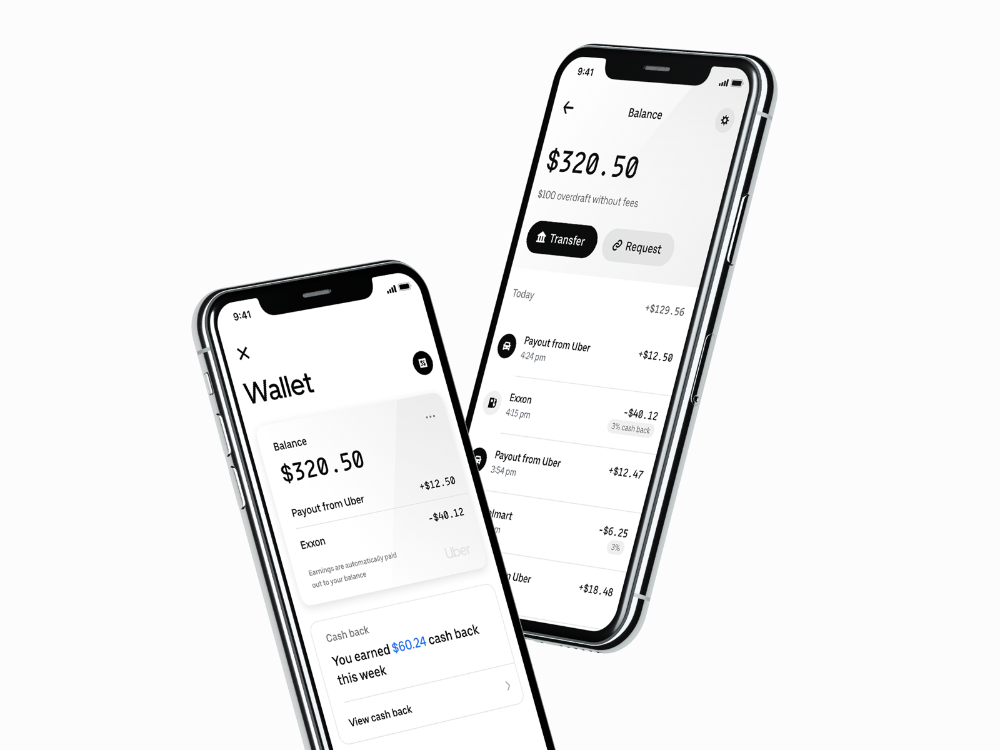 9:41
Wallet
Balance
$320.50
Payout from Uber +$12.50
Exxon -$40.12
Earnings are automatically paid
out to your balance
Uber
Cash back
You earned $60.24 cash back
this week
View cash back
9:41
Balance
$320.50
$100 overdraft without fees
Transfer Request
Today +$129.56
Payout from Uber +$12.50
4:24 pm
Exxon -$40.12
4:15 pm 3% cash back
Payout from Uber +$12.47
3:54 pm
lmart -$6.25
m 3%
Uber +$18.48